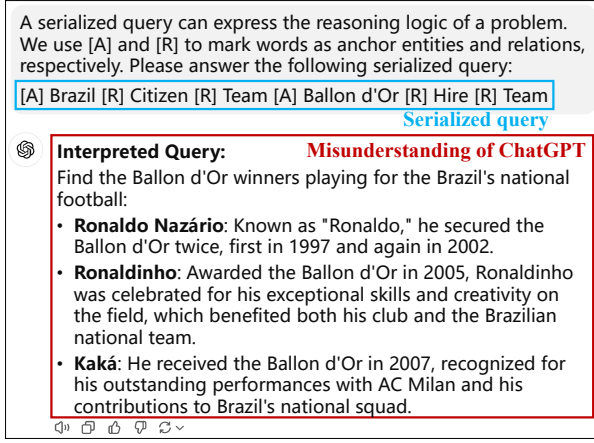 A serialized query can express the reasoning logic of a problem.
We use [A] and [R] to mark words as anchor entities and relations,
respectively. Please answer the following serialized query:
[A] Brazil [R] Citizen [R] Team [A] Ballon d'Or [R] Hire [R] Team
Serialized query
Interpreted Query: Misunderstanding of ChatGPT
Find the Ballon d'Or winners playing for the Brazil's national
football:
• Ronaldo Nazário: Known as "Ronaldo," he secured the
Ballon d'Or twice, first in 1997 and again in 2002.
• Ronaldinho: Awarded the Ballon d'Or in 2005, Ronaldinho
was celebrated for his exceptional skills and creativity on
the field, which benefited both his club and the Brazilian
national team.
• Kaká: He received the Ballon d'Or in 2007, recognized for
his outstanding performances with AC Milan and his
contributions to Brazil's national squad.